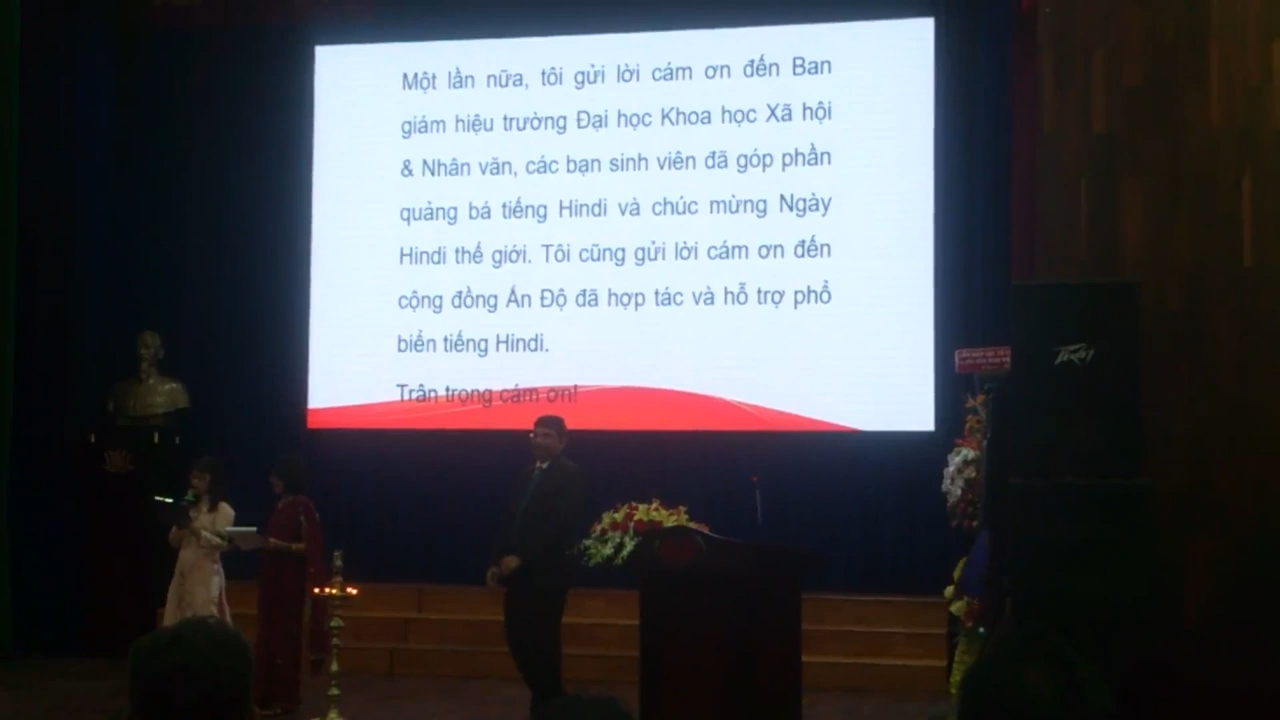 Một lần nữa, tôi gửi lời cám ơn đến Ban
giám hiệu trường Đại học Khoa học Xã hội
& Nhân văn, các bạn sinh viên đã góp phần
quảng bá tiếng Hindi và chúc mừng Ngày
Hindi thế giới. Tôi cũng gửi lời cám ơn đến
cộng đồng Ấn Độ đã hợp tác và hỗ trợ phổ
biển tiếng Hindi.
Trân trọng cám ơn!